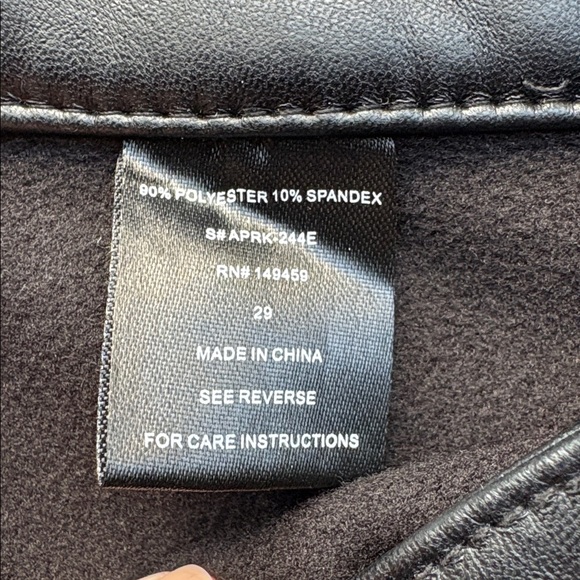 90% POLYESTER 10% SPANDEX
S# APRK-244E
RN# 149459
29
MADE IN CHINA
SEE REVERSE
FOR CARE INSTRUCTIONS